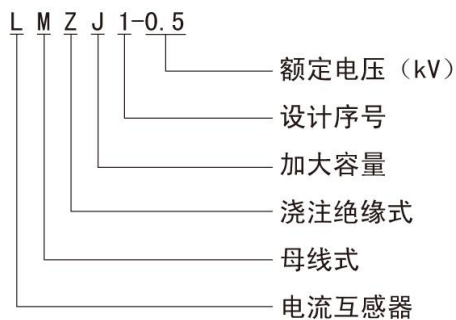 L M Z J 1-0.5
额定电压（kV）
设计序号
加大容量
浇注绝缘式
母线式
电流互感器